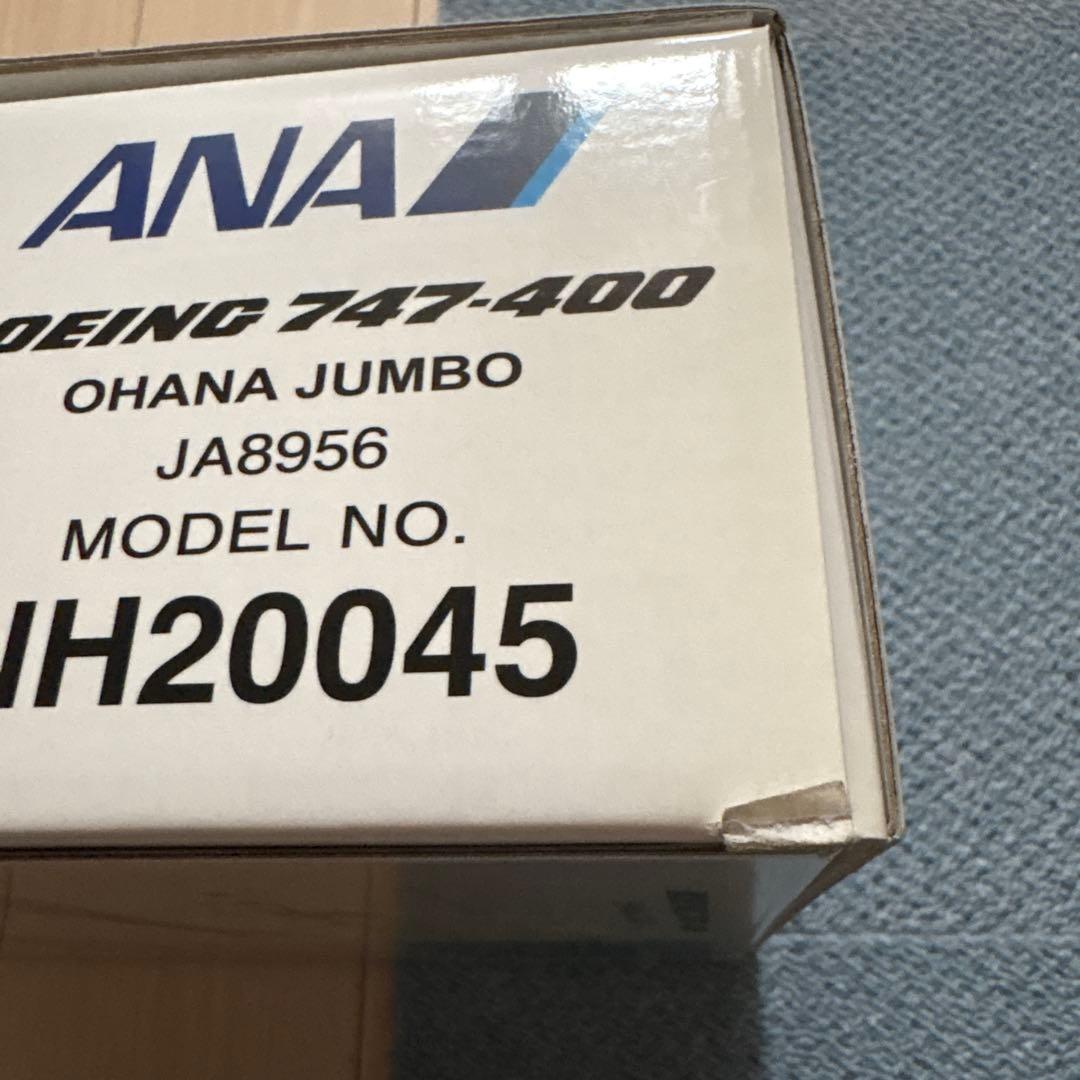 ANA
OEING 747-400
OHANA JUMBO
JA8956
MODEL NO.
NH20045